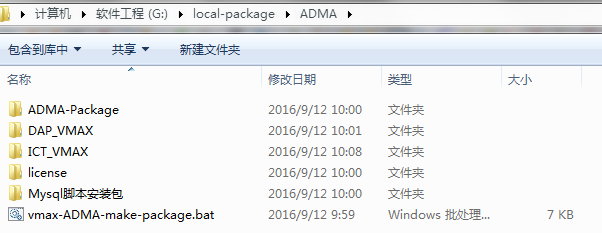 计算机 ▸ 软件工程 (G:) ▸ local-package ▸ ADMA ▸
包含到库中 ▼ 共享 ▼ 新建文件夹
名称 修改日期 类型 大小
ADMA-Package 2016/9/12 10:00 文件夹
DAP_VMAX 2016/9/12 10:01 文件夹
ICT_VMAX 2016/9/12 10:08 文件夹
license 2016/9/12 10:00 文件夹
Mysql脚本安装包 2016/9/12 10:00 文件夹
vmax-ADMA-make-package.bat 2016/9/12 9:59 Windows 批处理... 7 KB